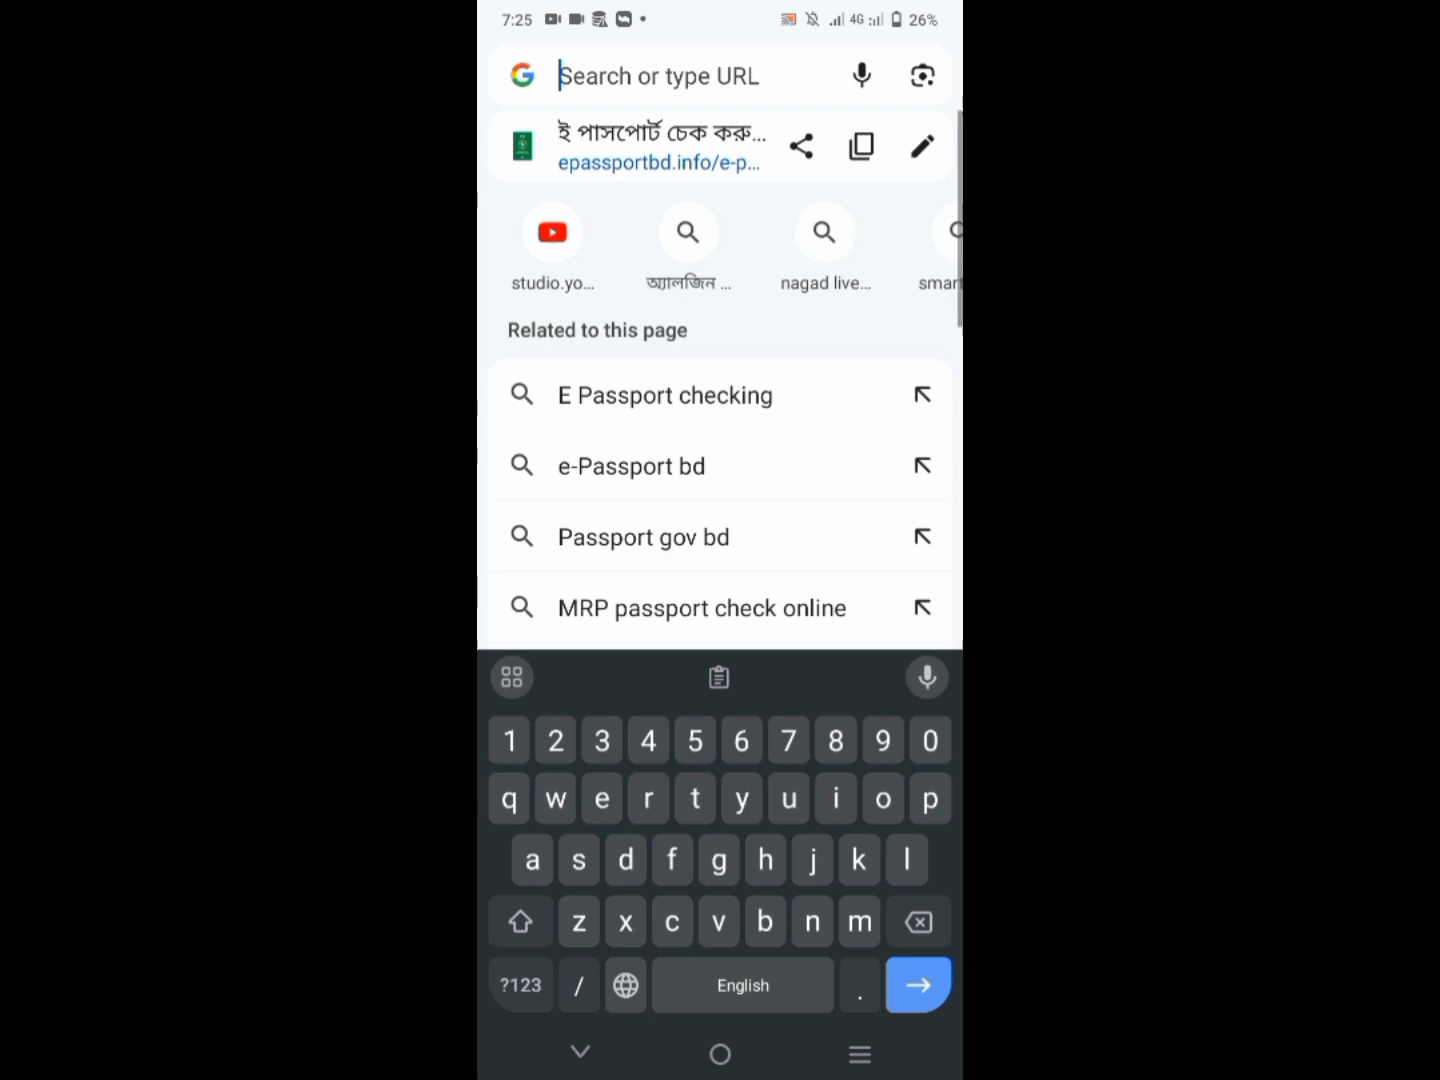 7:25 4G 26%
Search or type URL
ই পাসপোর্ট চেক করু...
epassportbd.info/e-p...
studio.yo... অ্যালজিন ... nagad live... smart
Related to this page
E Passport checking
e-Passport bd
Passport gov bd
MRP passport check online
1 2 3 4 5 6 7 8 9 0
q w e r t y u i o p
a s d f g h j k l
z x c v b n m
?123 / English .